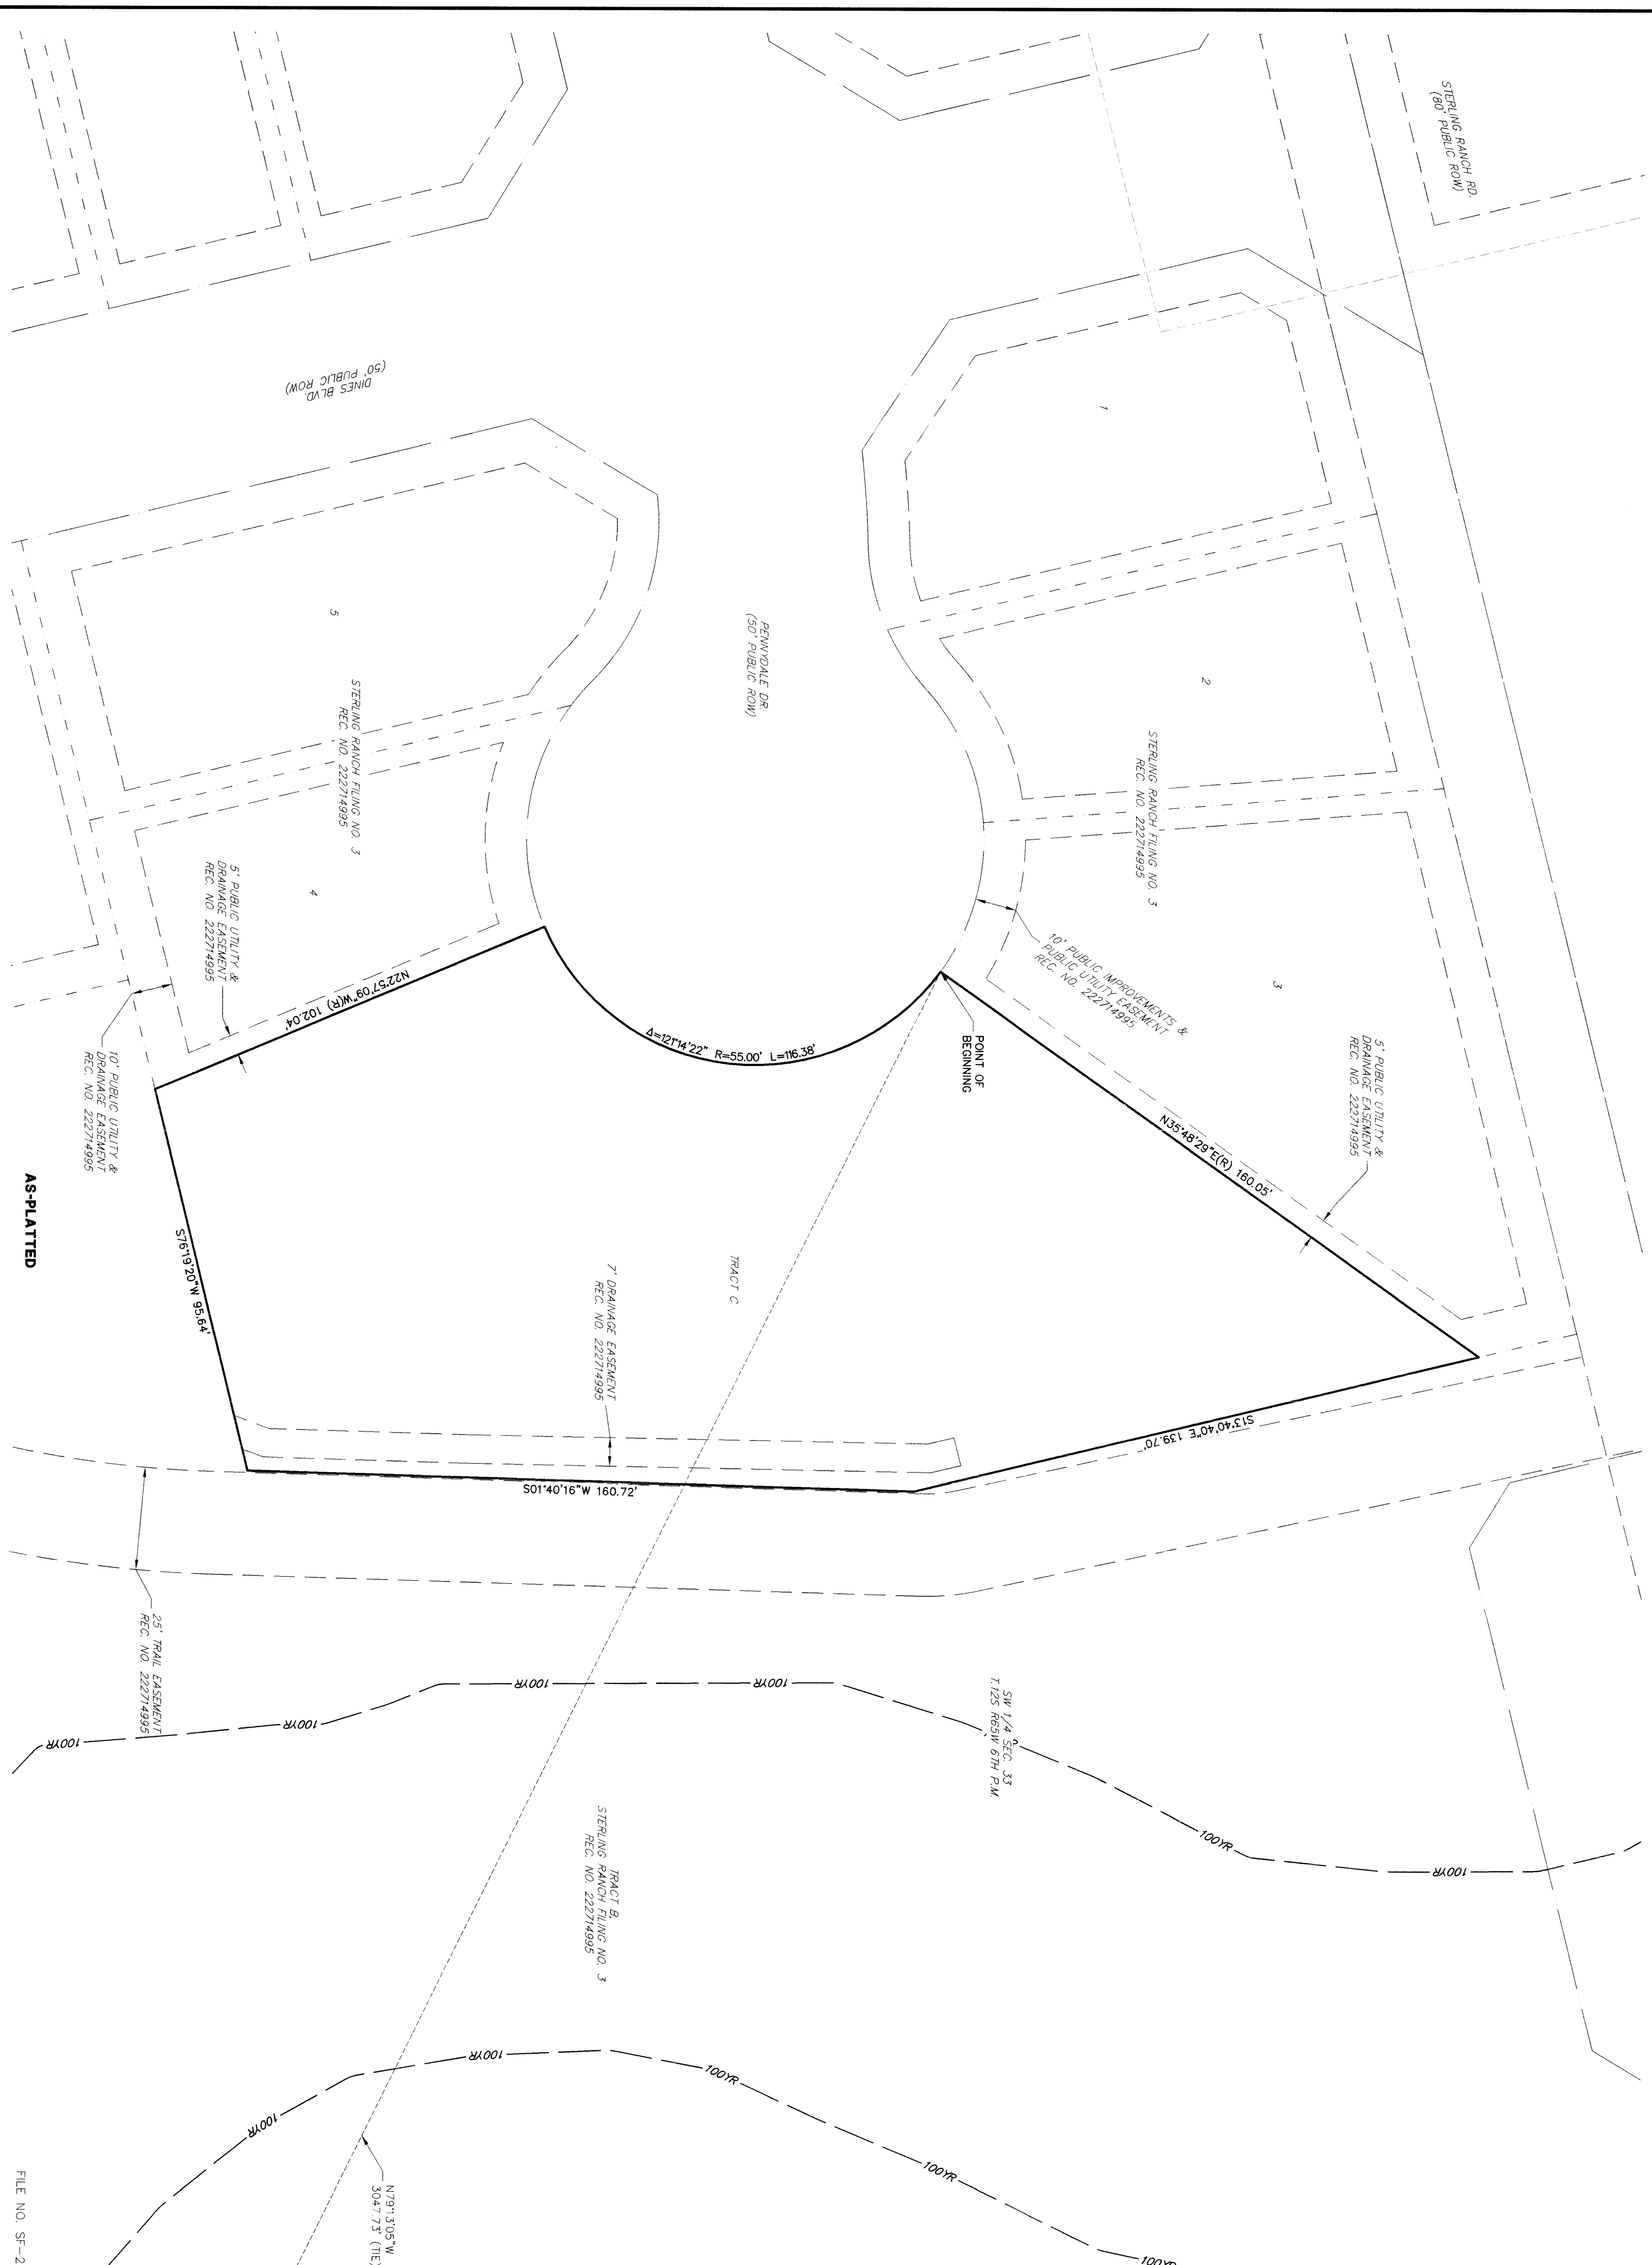 STERLING RANCH RD.
(80' PUBLIC ROW)
DINES BLVD.
(50' PUBLIC ROW)
1
2
3
4
5
PENNYDALE DR.
(50' PUBLIC ROW)
STERLING RANCH FILING NO. 3
REC. NO. 222714995
STERLING RANCH FILING NO. 3
REC. NO. 222714995
10' PUBLIC IMPROVEMENTS &
PUBLIC UTILITY EASEMENT
REC. NO. 222714995
5' PUBLIC UTILITY &
DRAINAGE EASEMENT
REC. NO. 222714995
5' PUBLIC UTILITY &
DRAINAGE EASEMENT
REC. NO. 222714995
10' PUBLIC UTILITY &
DRAINAGE EASEMENT
REC. NO. 222714995
POINT OF
BEGINNING
N35°48'29"E(R) 160.05'
N22°57'09"W(R) 102.04'
Δ=121°14'22" R=55.00' L=116.38'
S76°19'20"W 95.64'
S13°40'40"E 139.70'
S01°40'16"W 160.72'
TRACT C
7' DRAINAGE EASEMENT
REC. NO. 222714995
AS-PLATTED
25' TRAIL EASEMENT
REC. NO. 222714995
SW 1/4 SEC. 33
T.12S R65W 6TH P.M.
100YR
100YR
100YR
100YR
100YR
100YR
TRACT B,
STERLING RANCH FILING NO. 3
REC. NO. 222714995
100YR
100YR
100YR
100YR
100YR
N79°13'05"W
3047.73' (TIE)
FILE NO. SF-2